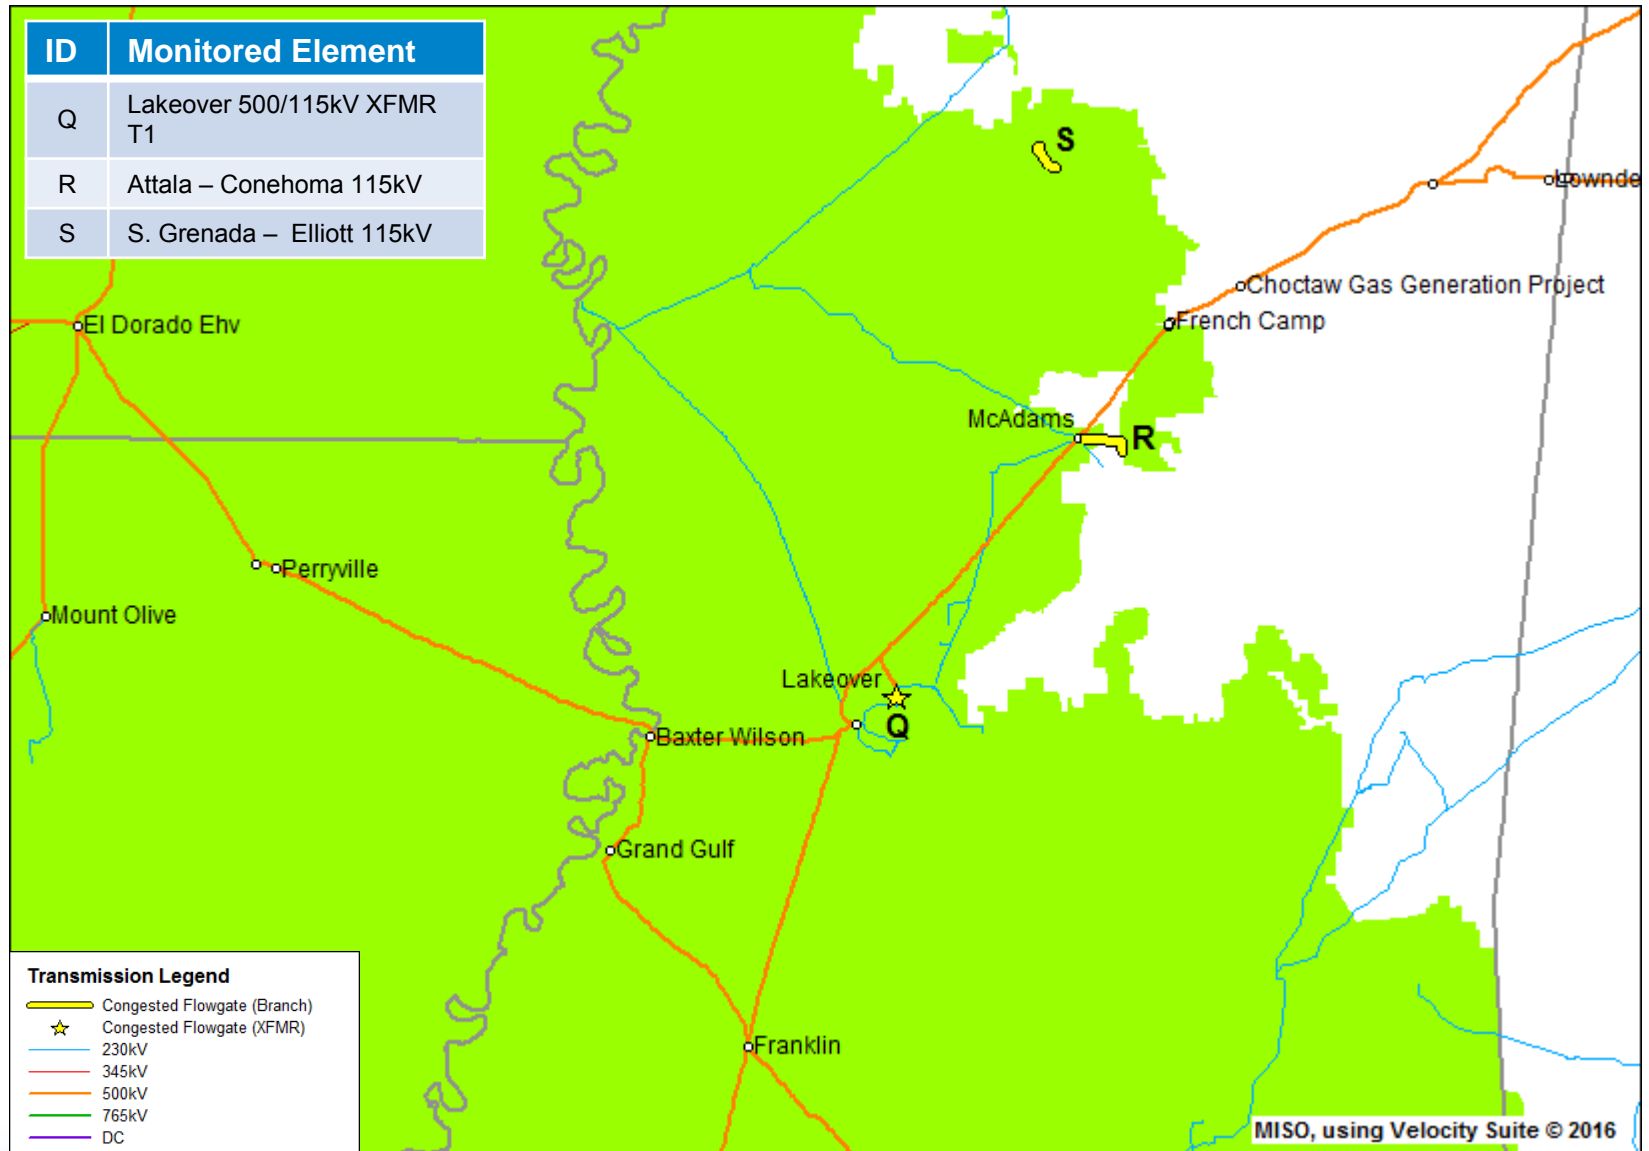 ID Monitored Element
Q Lakeover 500/115kV XFMR
T1
R Attala – Conehoma 115kV
S S. Grenada – Elliott 115kV
S
Lownde
Choctaw Gas Generation Project
French Camp
El Dorado Ehv
McAdams
R
Perryville
Mount Olive
Lakeover
Q
Baxter Wilson
Grand Gulf
Franklin
Transmission Legend
Congested Flowgate (Branch)
Congested Flowgate (XFMR)
230kV
345kV
500kV
765kV
DC
MISO, using Velocity Suite © 2016